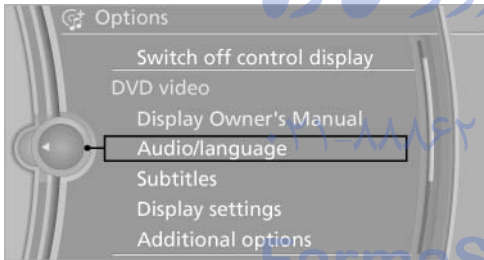 Options
Switch off control display
DVD video
Display Owner's Manual
Audio/language
Subtitles
Display settings
Additional options